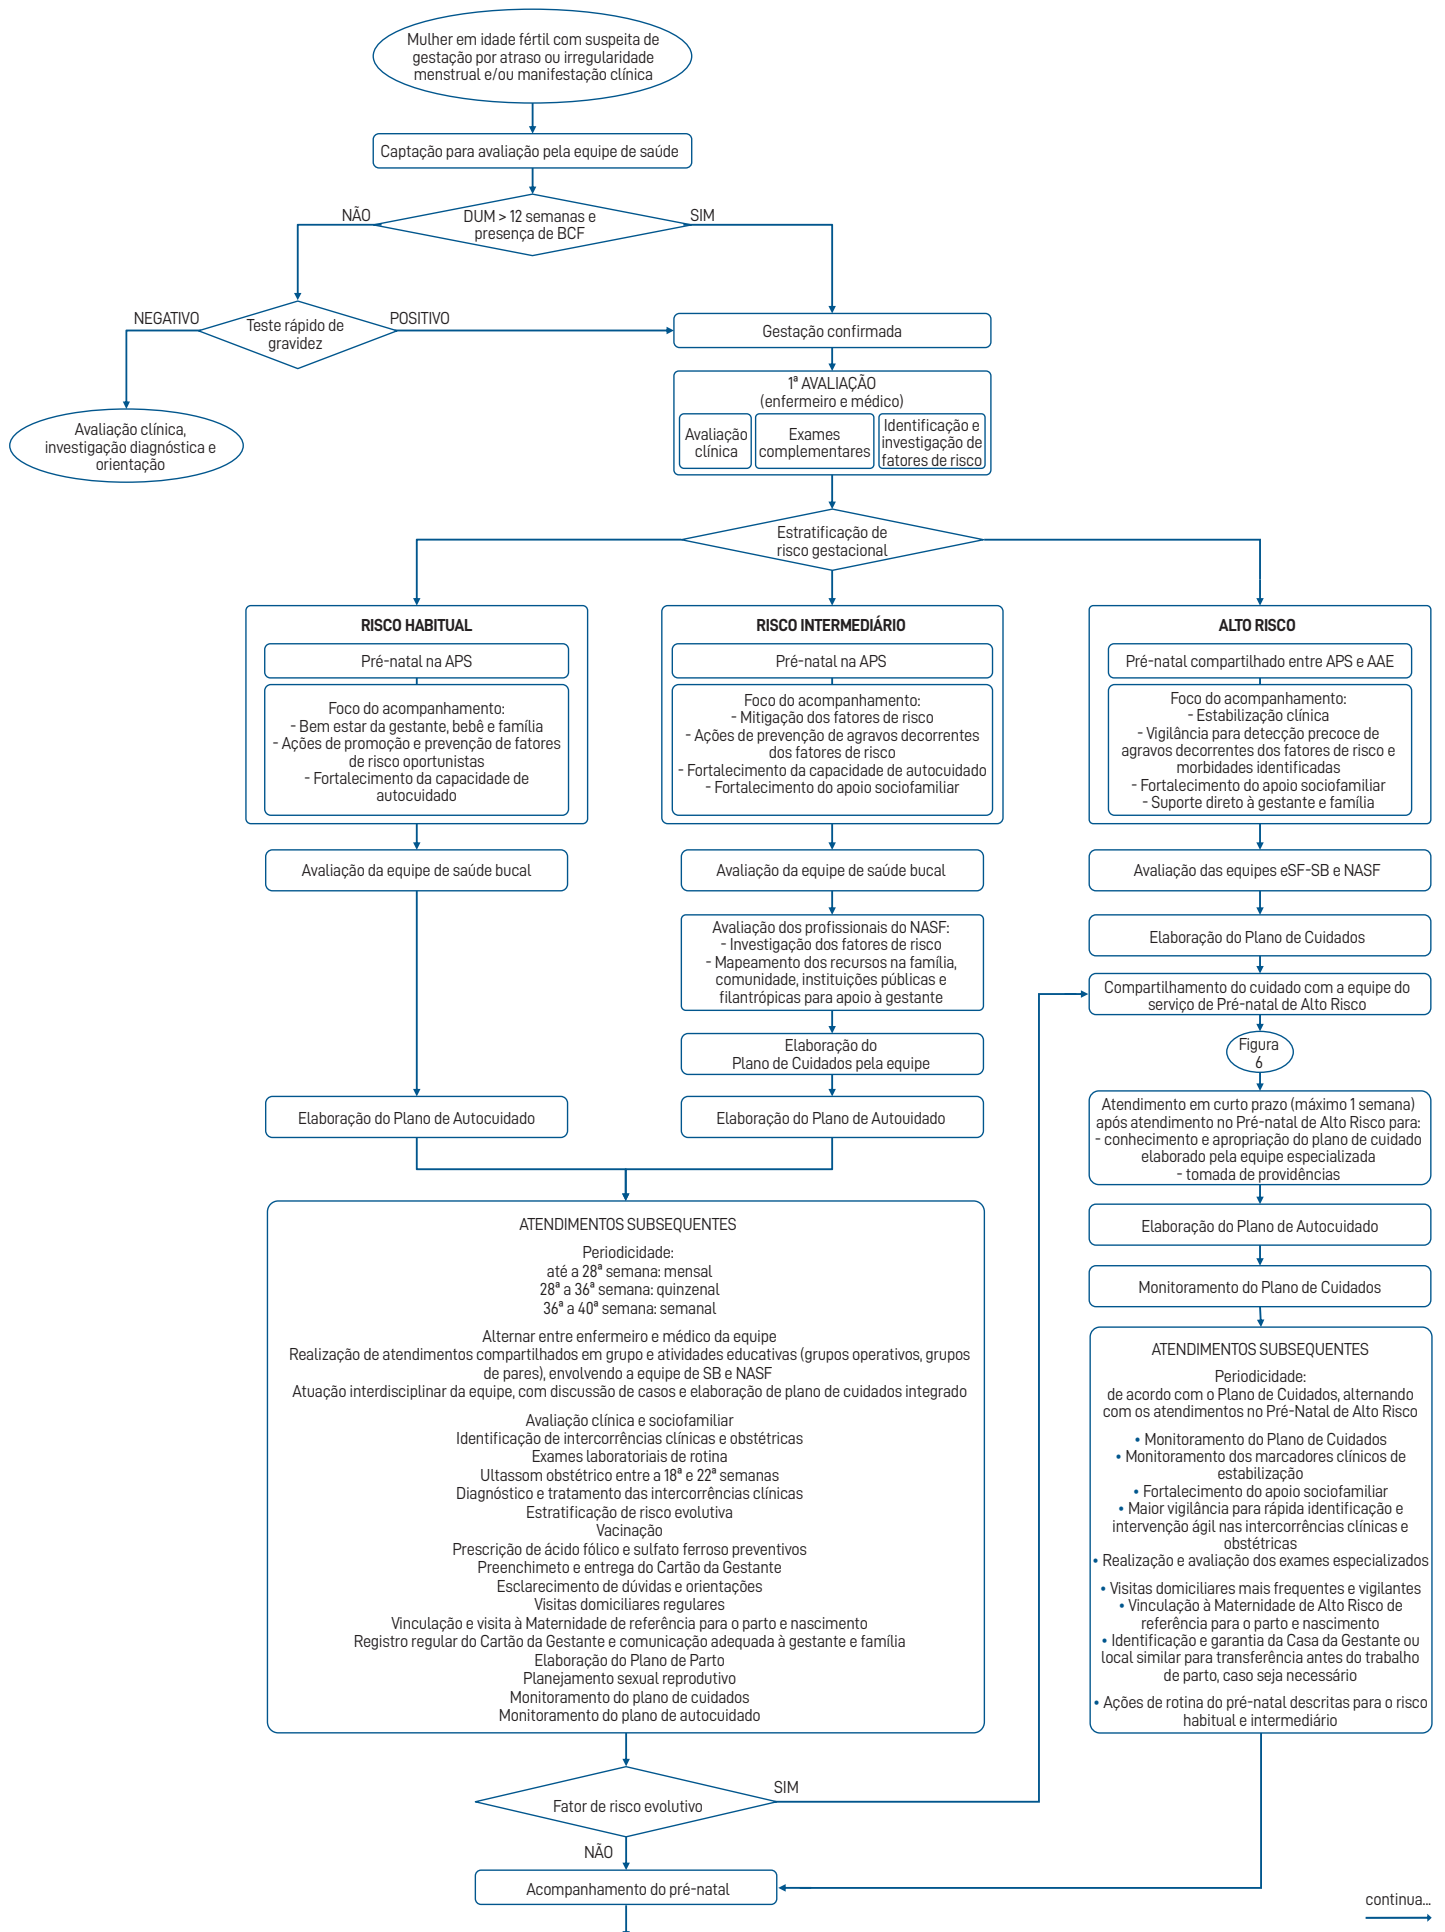 Mulher em idade fértil com suspeita de
gestação por atraso ou irregularidade
menstrual e/ou manifestação clínica
Captação para avaliação pela equipe de saúde
NÃO
DUM > 12 semanas e
presença de BCF
SIM
NEGATIVO
Teste rápido de
gravidez
POSITIVO
Gestação confirmada
1ª AVALIAÇÃO
(enfermeiro e médico)
Avaliação
clínica
Exames
complementares
Identificação e
investigação de
fatores de risco
Avaliação clínica,
investigação diagnóstica e
orientação
Estratificação de
risco gestacional
RISCO HABITUAL
Pré-natal na APS
Foco do acompanhamento:
- Bem estar da gestante, bebê e família
- Ações de promoção e prevenção de fatores
de risco oportunistas
- Fortalecimento da capacidade de
autocuidado
Avaliação da equipe de saúde bucal
Elaboração do Plano de Autocuidado
RISCO INTERMEDIÁRIO
Pré-natal na APS
Foco do acompanhamento:
- Mitigação dos fatores de risco
- Ações de prevenção de agravos decorrentes
dos fatores de risco
- Fortalecimento da capacidade de autocuidado
- Fortalecimento do apoio sociofamiliar
Avaliação da equipe de saúde bucal
Avaliação dos profissionais do NASF:
- Investigação dos fatores de risco
- Mapeamento dos recursos na família,
comunidade, instituições públicas e
filantrópicas para apoio à gestante
Elaboração do
Plano de Cuidados pela equipe
Elaboração do Plano de Autouidado
ALTO RISCO
Pré-natal compartilhado entre APS e AAE
Foco do acompanhamento:
- Estabilização clínica
- Vigilância para detecção precoce de
agravos decorrentes dos fatores de risco e
morbidades identificadas
- Fortalecimento do apoio sociofamiliar
- Suporte direto à gestante e família
Avaliação das equipes eSF-SB e NASF
Elaboração do Plano de Cuidados
Compartilhamento do cuidado com a equipe do
serviço de Pré-natal de Alto Risco
Figura
6
Atendimento em curto prazo (máximo 1 semana)
após atendimento no Pré-natal de Alto Risco para:
- conhecimento e apropriação do plano de cuidado
elaborado pela equipe especializada
- tomada de providências
Elaboração do Plano de Autocuidado
Monitoramento do Plano de Cuidados
ATENDIMENTOS SUBSEQUENTES
Periodicidade:
de acordo com o Plano de Cuidados, alternando
com os atendimentos no Pré-Natal de Alto Risco
• Monitoramento do Plano de Cuidados
• Monitoramento dos marcadores clínicos de
estabilização
• Fortalecimento do apoio sociofamiliar
• Maior vigilância para rápida identificação e
intervenção ágil nas intercorrências clínicas e
obstétricas
• Realização e avaliação dos exames especializados
• Visitas domiciliares mais frequentes e vigilantes
• Vinculação à Maternidade de Alto Risco de
referência para o parto e nascimento
• Identificação e garantia da Casa da Gestante ou
local similar para transferência antes do trabalho
de parto, caso seja necessário
• Ações de rotina do pré-natal descritas para o risco
habitual e intermediário
ATENDIMENTOS SUBSEQUENTES
Periodicidade:
até a 28ª semana: mensal
28ª a 36ª semana: quinzenal
36ª a 40ª semana: semanal
Alternar entre enfermeiro e médico da equipe
Realização de atendimentos compartilhados em grupo e atividades educativas (grupos operativos, grupos
de pares), envolvendo a equipe de SB e NASF
Atuação interdisciplinar da equipe, com discussão de casos e elaboração de plano de cuidados integrado
Avaliação clínica e sociofamiliar
Identificação de intercorrências clínicas e obstétricas
Exames laboratoriais de rotina
Ultassom obstétrico entre a 18ª e 22ª semanas
Diagnóstico e tratamento das intercorrências clínicas
Estratificação de risco evolutiva
Vacinação
Prescrição de ácido fólico e sulfato ferroso preventivos
Preenchimeto e entrega do Cartão da Gestante
Esclarecimento de dúvidas e orientações
Visitas domiciliares regulares
Vinculação e visita à Maternidade de referência para o parto e nascimento
Registro regular do Cartão da Gestante e comunicação adequada à gestante e família
Elaboração do Plano de Parto
Planejamento sexual reprodutivo
Monitoramento do plano de cuidados
Monitoramento do plano de autocuidado
Fator de risco evolutivo
SIM
NÃO
Acompanhamento do pré-natal
continua...